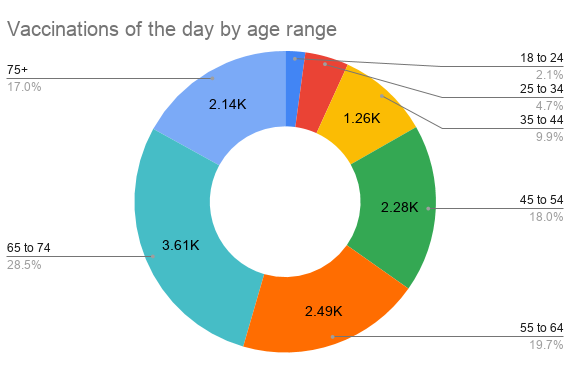 Vaccinations of the day by age range
18 to 24
2.1%
25 to 34
4.7%
35 to 44
9.9%
45 to 54
18.0%
55 to 64
19.7%
65 to 74
28.5%
75+
17.0%
1.26K
2.28K
2.49K
3.61K
2.14K